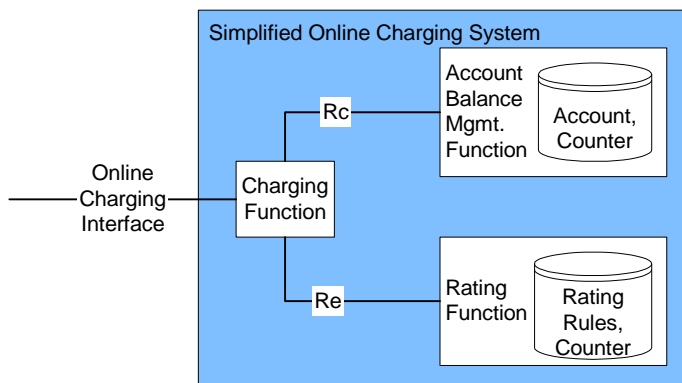 Simplified Online Charging System
Account
Balance
Mgmt.
Function
Account,
Counter
Rc
Online
Charging
Interface
Charging
Function
Re
Rating
Function
Rating
Rules,
Counter